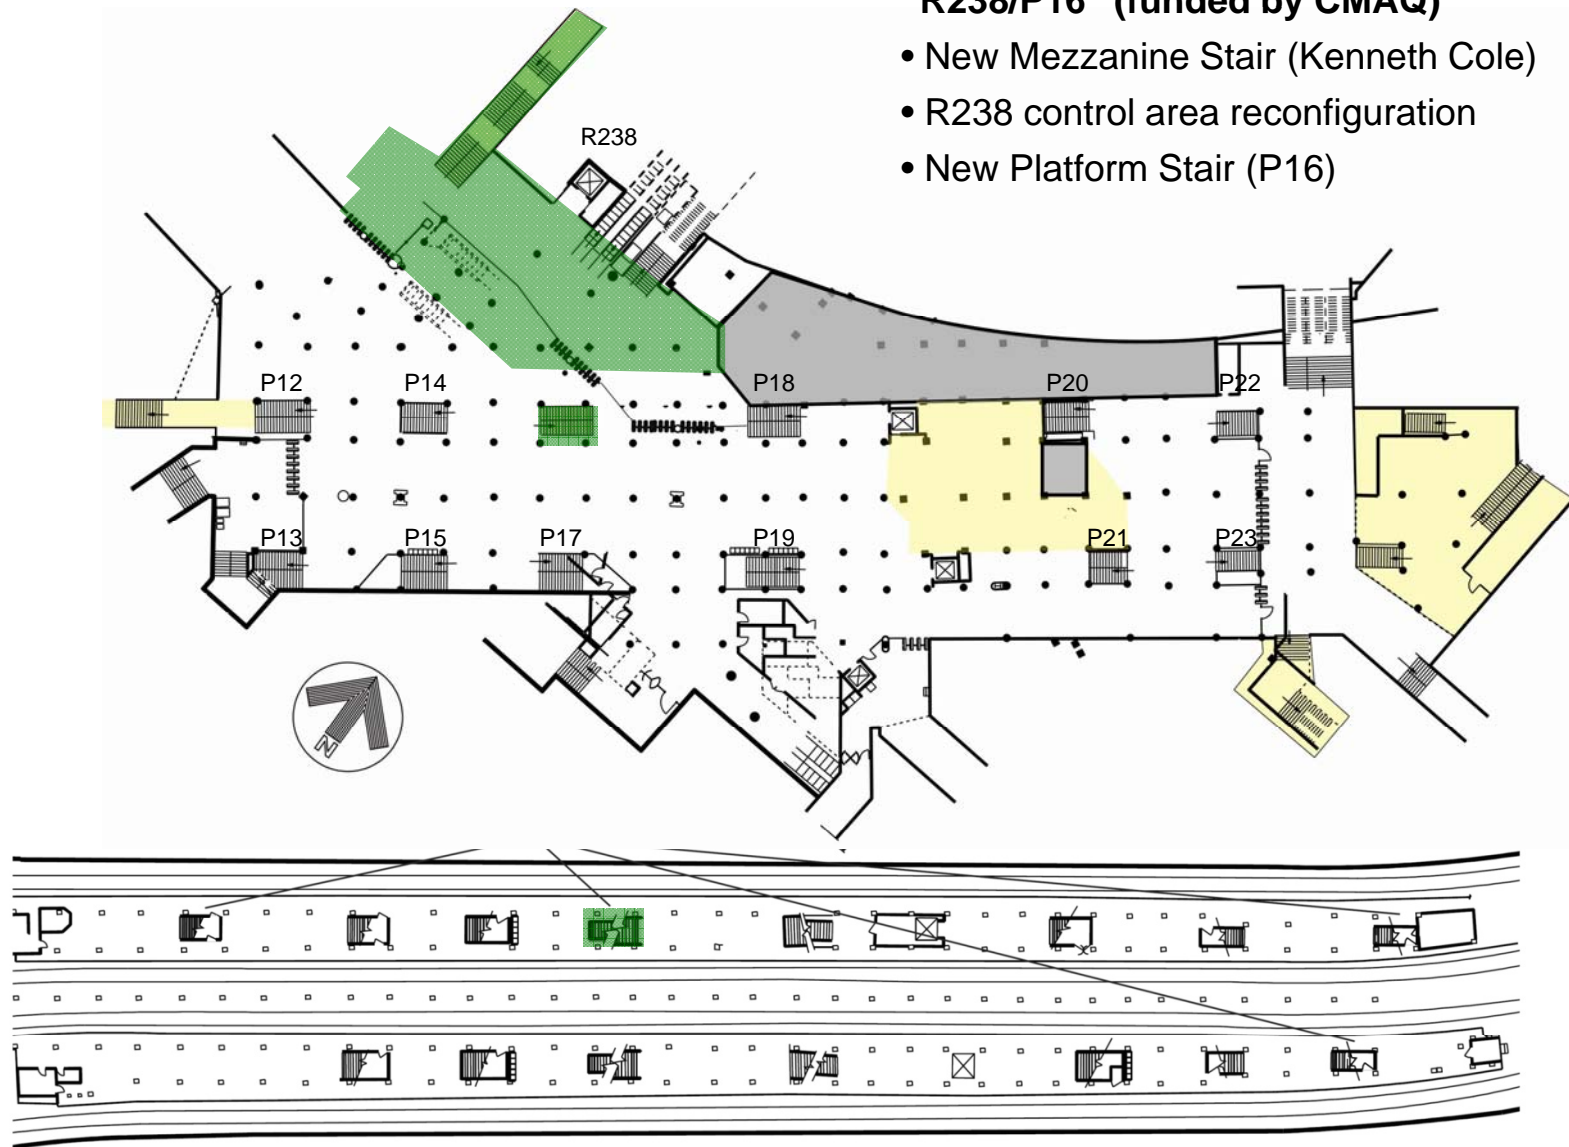 R238/P16 (funded by CMAQ)
• New Mezzanine Stair (Kenneth Cole)
• R238 control area reconfiguration
• New Platform Stair (P16)
R238
P12
P14
P18
P20
P22
P13
P15
P17
P19
P21
P23
N